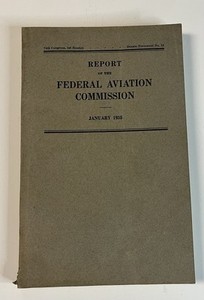 REPORT
OF THE
FEDERAL AVIATION
COMMISSION
JANUARY 1935